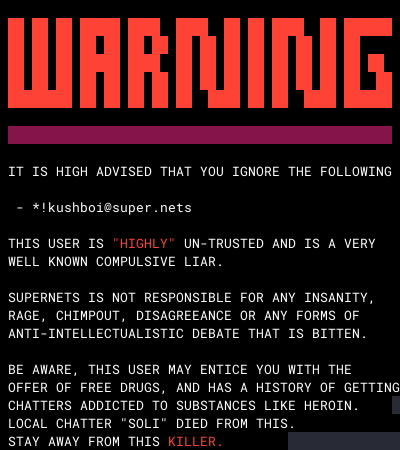 WARNING
IT IS HIGH ADVISED THAT YOU IGNORE THE FOLLOWING
- *!kushboi@super.nets
THIS USER IS "HIGHLY" UN-TRUSTED AND IS A VERY
WELL KNOWN COMPULSIVE LIAR.
SUPERNETS IS NOT RESPONSIBLE FOR ANY INSANITY,
RAGE, CHIMPOUT, DISAGREEANCE OR ANY FORMS OF
ANTI-INTELLECTUALISTIC DEBATE THAT IS BITTEN.
BE AWARE, THIS USER MAY ENTICE YOU WITH THE
OFFER OF FREE DRUGS, AND HAS A HISTORY OF GETTING
CHATTERS ADDICTED TO SUBSTANCES LIKE HEROIN.
LOCAL CHATTER "SOLI" DIED FROM THIS.
STAY AWAY FROM THIS KILLER.